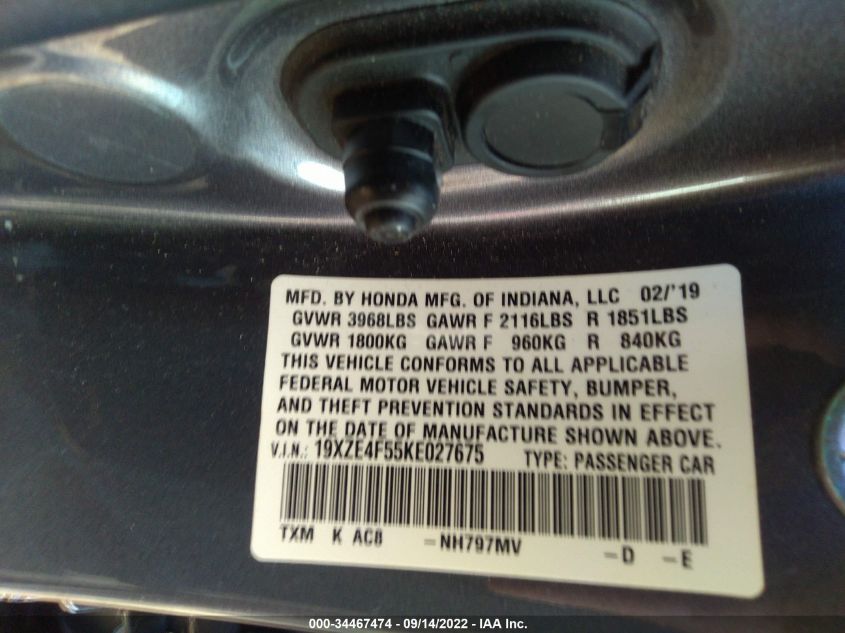 MFD. BY HONDA MFG. OF INDIANA, LLC 02/'19
GVWR 3968LBS GAWR F 2116LBS R 1851LBS
GVWR 1800KG GAWR F 960KG R 840KG
THIS VEHICLE CONFORMS TO ALL APPLICABLE
FEDERAL MOTOR VEHICLE SAFETY, BUMPER,
AND THEFT PREVENTION STANDARDS IN EFFECT
ON THE DATE OF MANUFACTURE SHOWN ABOVE.
V.I.N.: 19XZE4F55KE027675 TYPE: PASSENGER CAR
TXM K AC8 -NH797MV -D -E
000-34467474 - 09/14/2022 - IAA Inc.